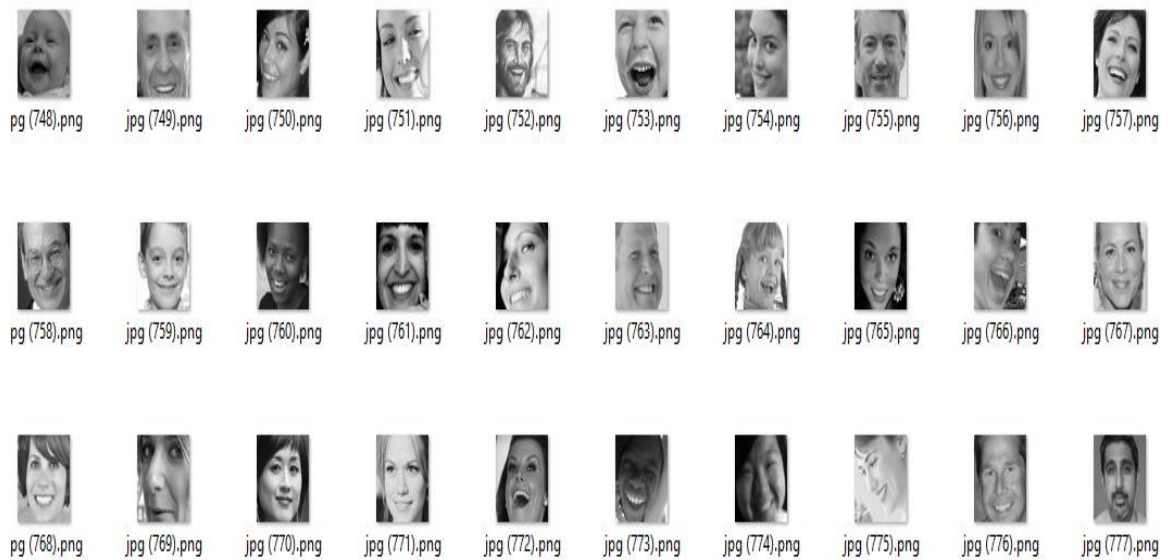 pg (748).png jpg (749).png jpg (750).png jpg (751).png jpg (752).png jpg (753).png jpg (754).png jpg (755).png jpg (756).png jpg (757).png
pg (758).png jpg (759).png jpg (760).png jpg (761).png jpg (762).png jpg (763).png jpg (764).png jpg (765).png jpg (766).png jpg (767).png
pg (768).png jpg (769).png jpg (770).png jpg (771).png jpg (772).png jpg (773).png jpg (774).png jpg (775).png jpg (776).png jpg (777).png